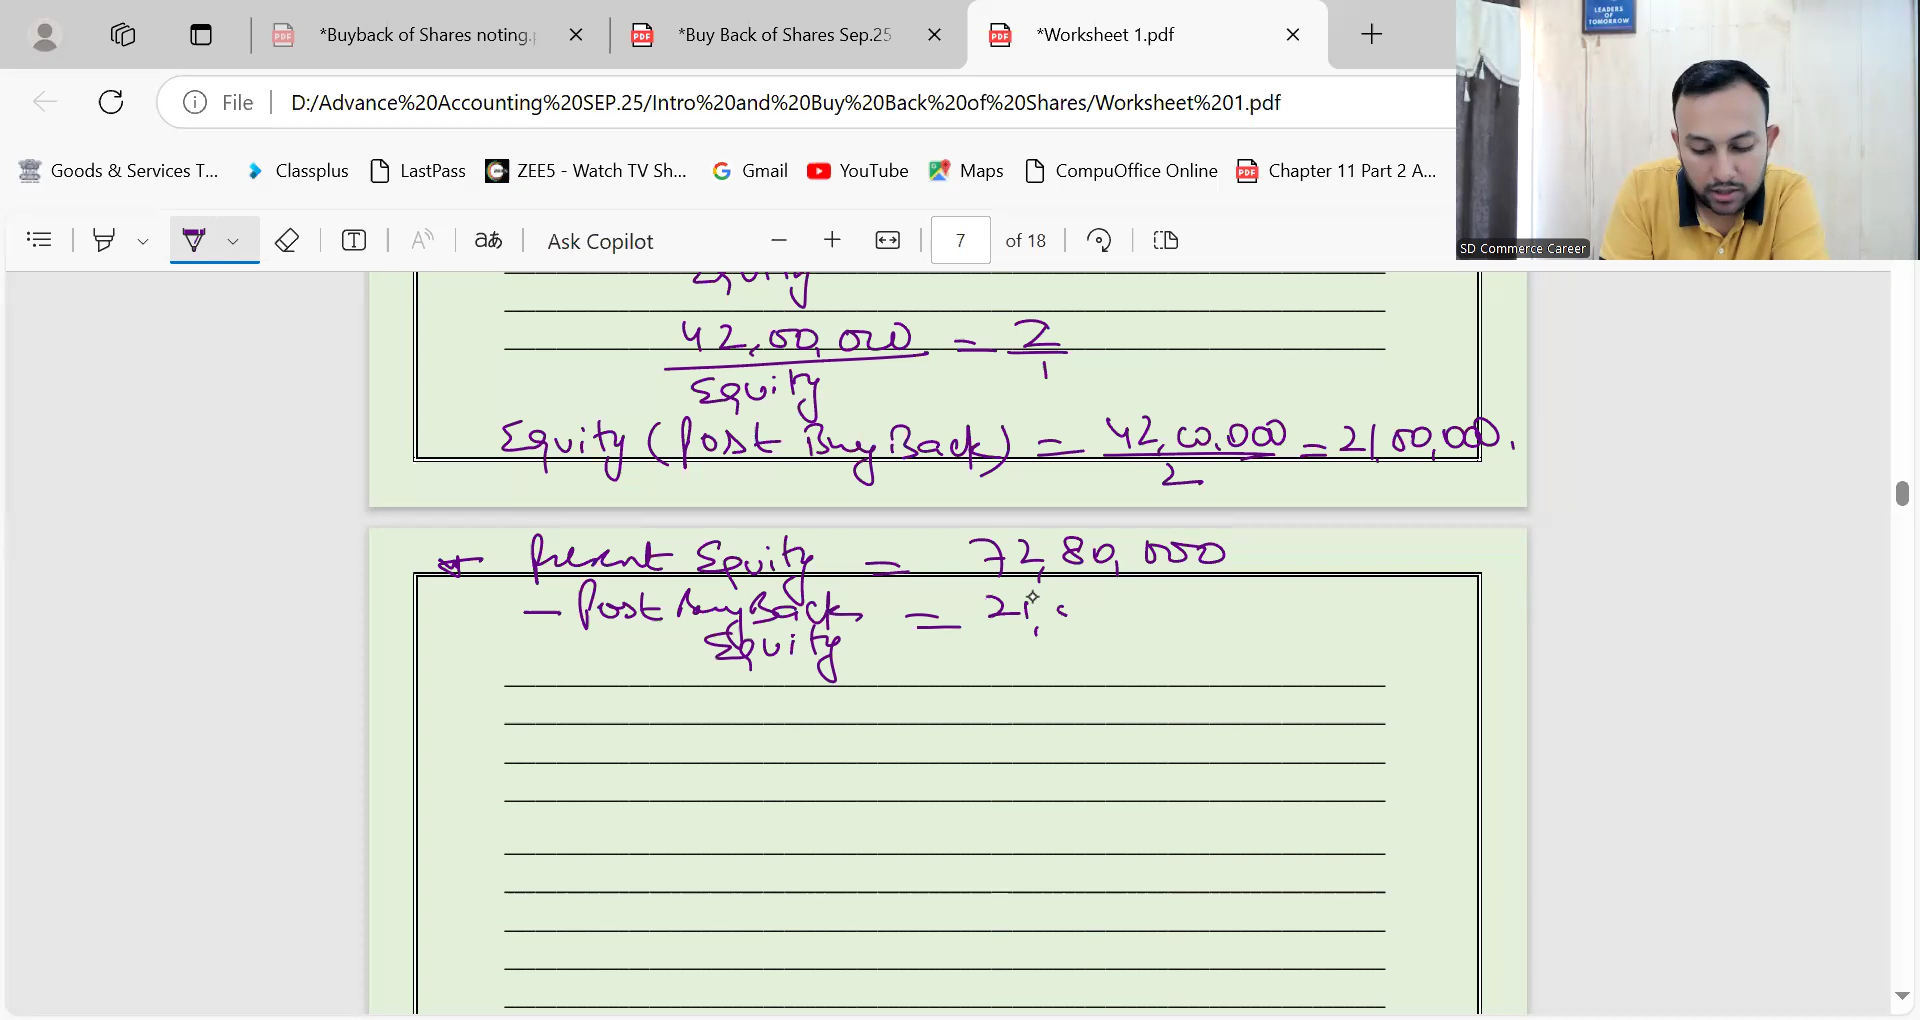 *Buyback of Shares noting.p
*Buy Back of Shares Sep.25
*Worksheet 1.pdf
LEADERS
OF
TOMORROW
File
D:/Advance%20Accounting%20SEP.25/Intro%20and%20Buy%20Back%20of%20Shares/Worksheet%201.pdf
Goods & Services T...
Classplus
LastPass
ZEE5 - Watch TV Sh...
Gmail
YouTube
Maps
CompuOffice Online
Chapter 11 Part 2 A...
Ask Copilot
7 of 18
SD Commerce Career
Equity
42,00,000 = 2
Equity 1
Equity (Post Buy Back) = 42,00,000 = 21,00,000.
2
Present Equity = 72,80,000
- Post Buy Back = 21,
Equity